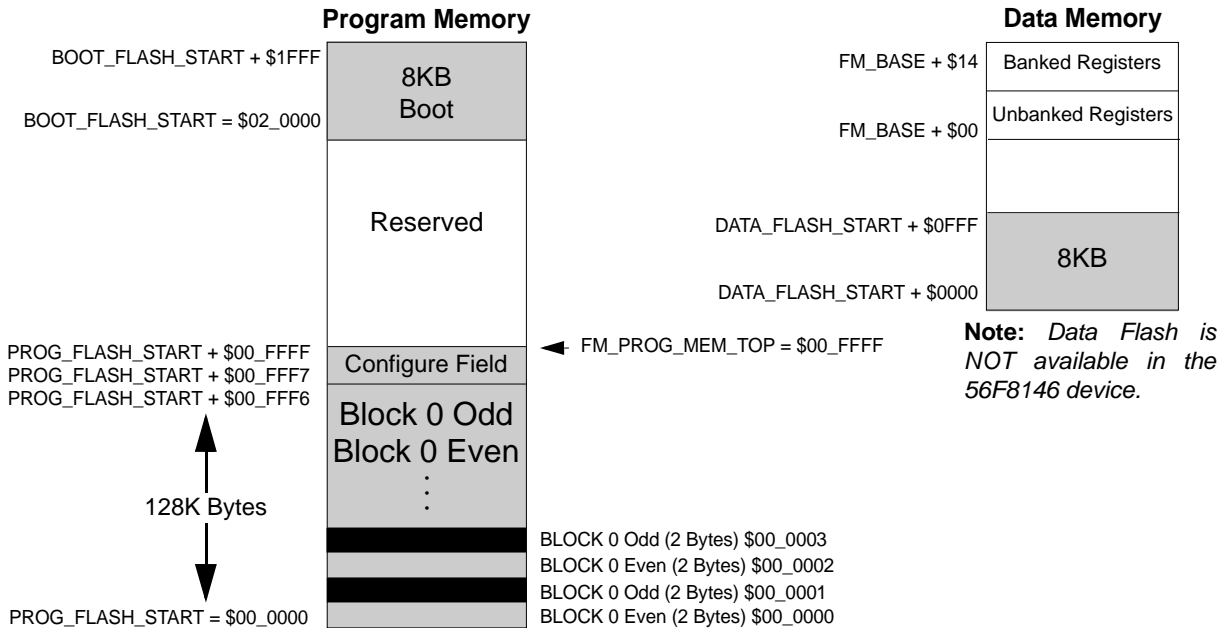 Program Memory
BOOT_FLASH_START + $1FFF
8KB
Boot
BOOT_FLASH_START = $02_0000
Reserved
PROG_FLASH_START + $00_FFFF
PROG_FLASH_START + $00_FFF7
PROG_FLASH_START + $00_FFF6
Configure Field
FM_PROG_MEM_TOP = $00_FFFF
Block 0 Odd
Block 0 Even
128K Bytes
BLOCK 0 Odd (2 Bytes) $00_0003
BLOCK 0 Even (2 Bytes) $00_0002
BLOCK 0 Odd (2 Bytes) $00_0001
BLOCK 0 Even (2 Bytes) $00_0000
PROG_FLASH_START = $00_0000
Data Memory
FM_BASE + $14
Banked Registers
Unbanked Registers
FM_BASE + $00
DATA_FLASH_START + $0FFF
8KB
DATA_FLASH_START + $0000
Note: Data Flash is
NOT available in the
56F8146 device.